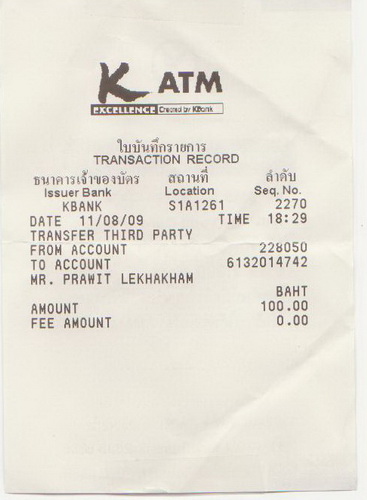 K ATM
EXCELLENCE Created by KBank
ใบบันทึกรายการ
TRANSACTION RECORD
ธนาคารเจ้าของบัตร สถานที่ ลำดับ
Issuer Bank Location Seq. No.
KBANK S1A1261 2270
DATE 11/08/09 TIME 18:29
TRANSFER THIRD PARTY
FROM ACCOUNT 228050
TO ACCOUNT 6132014742
MR. PRAWIT LEKHAKHAM
BAHT
AMOUNT 100.00
FEE AMOUNT 0.00